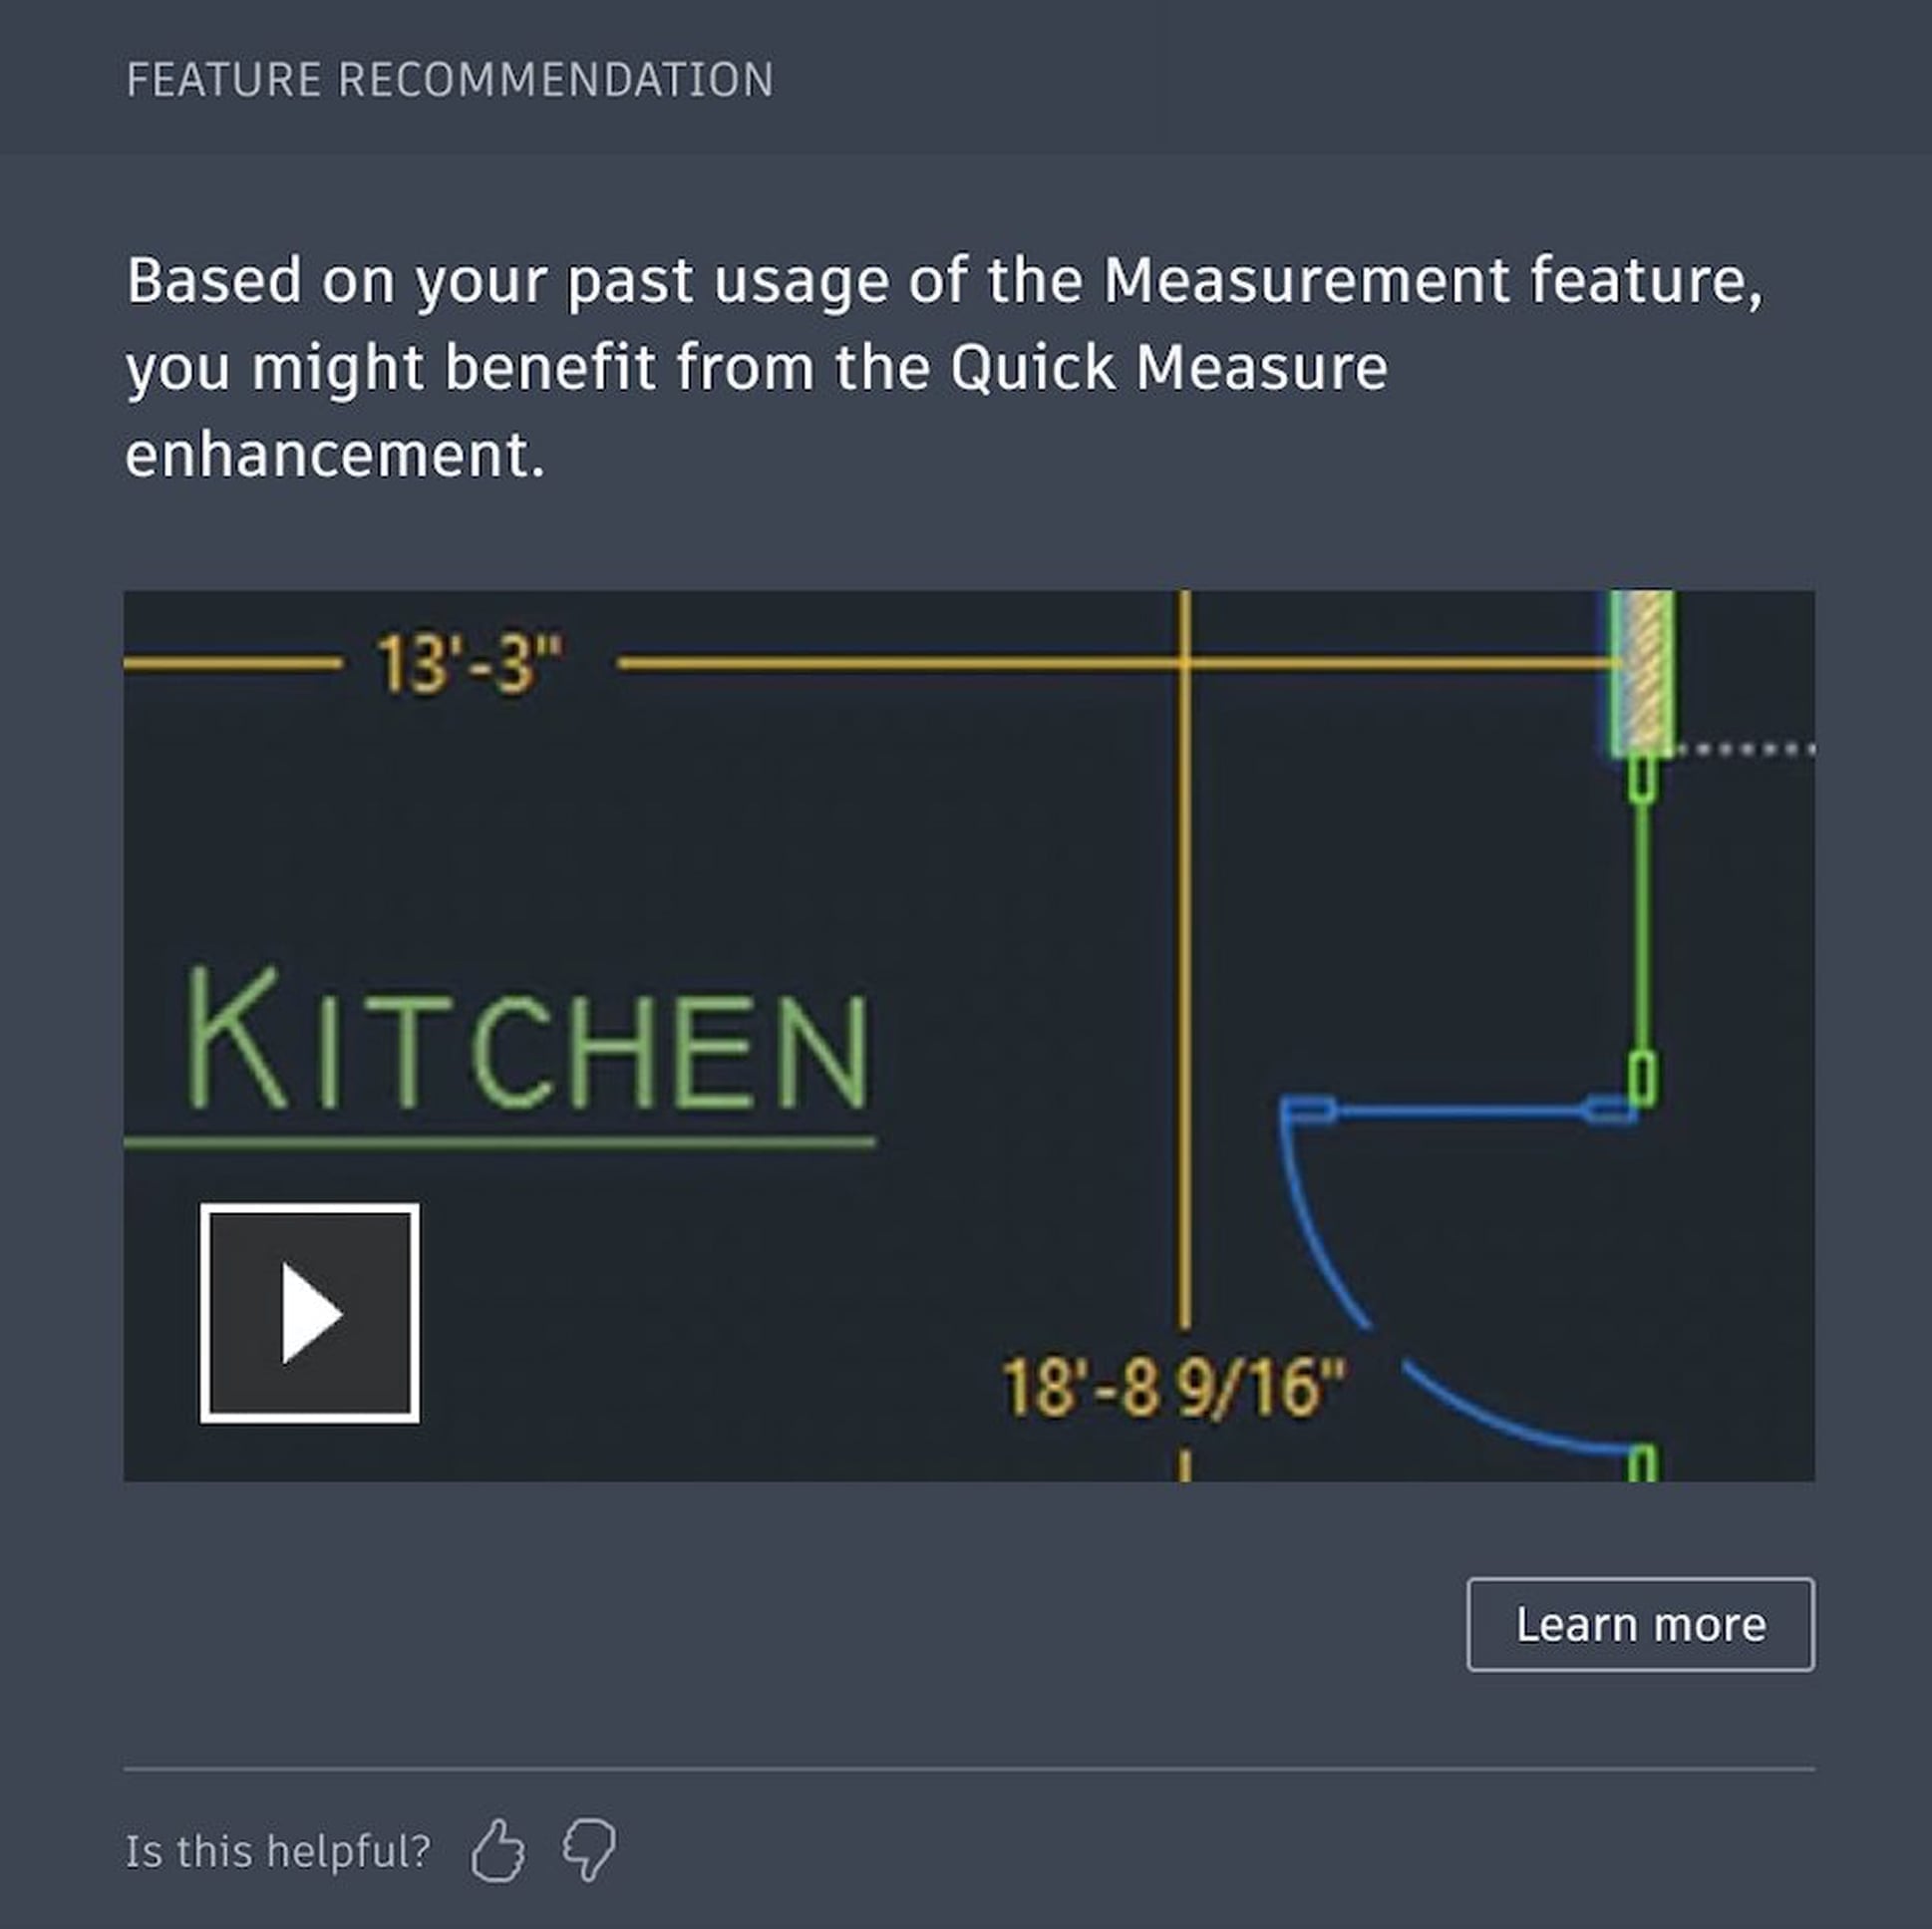 FEATURE RECOMMENDATION
Based on your past usage of the Measurement feature,
you might benefit from the Quick Measure
enhancement.
13'-3"
KITCHEN
18'-8 9/16"
Learn more
Is this helpful?